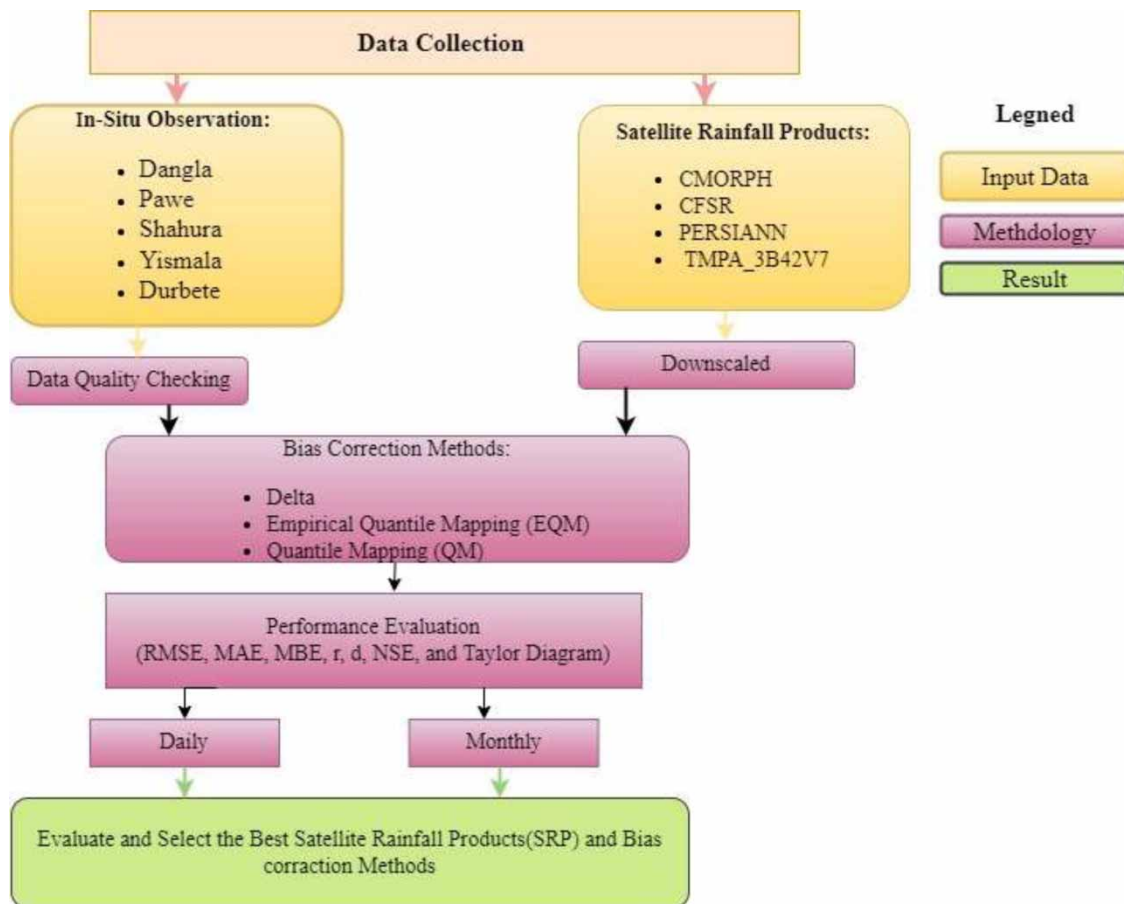 Data Collection
In-Situ Observation:
• Dangla
• Pawe
• Shahura
• Yismala
• Durbete
Satellite Rainfall Products:
• CMORPH
• CFSR
• PERSIANN
• TMPA_3B42V7
Legned
Input Data
Methdology
Result
Data Quality Checking
Downscaled
Bias Correction Methods:
• Delta
• Empirical Quantile Mapping (EQM)
• Quantile Mapping (QM)
Performance Evaluation
(RMSE, MAE, MBE, r, d, NSE, and Taylor Diagram)
Daily
Monthly
Evaluate and Select the Best Satellite Rainfall Products(SRP) and Bias
corraction Methods